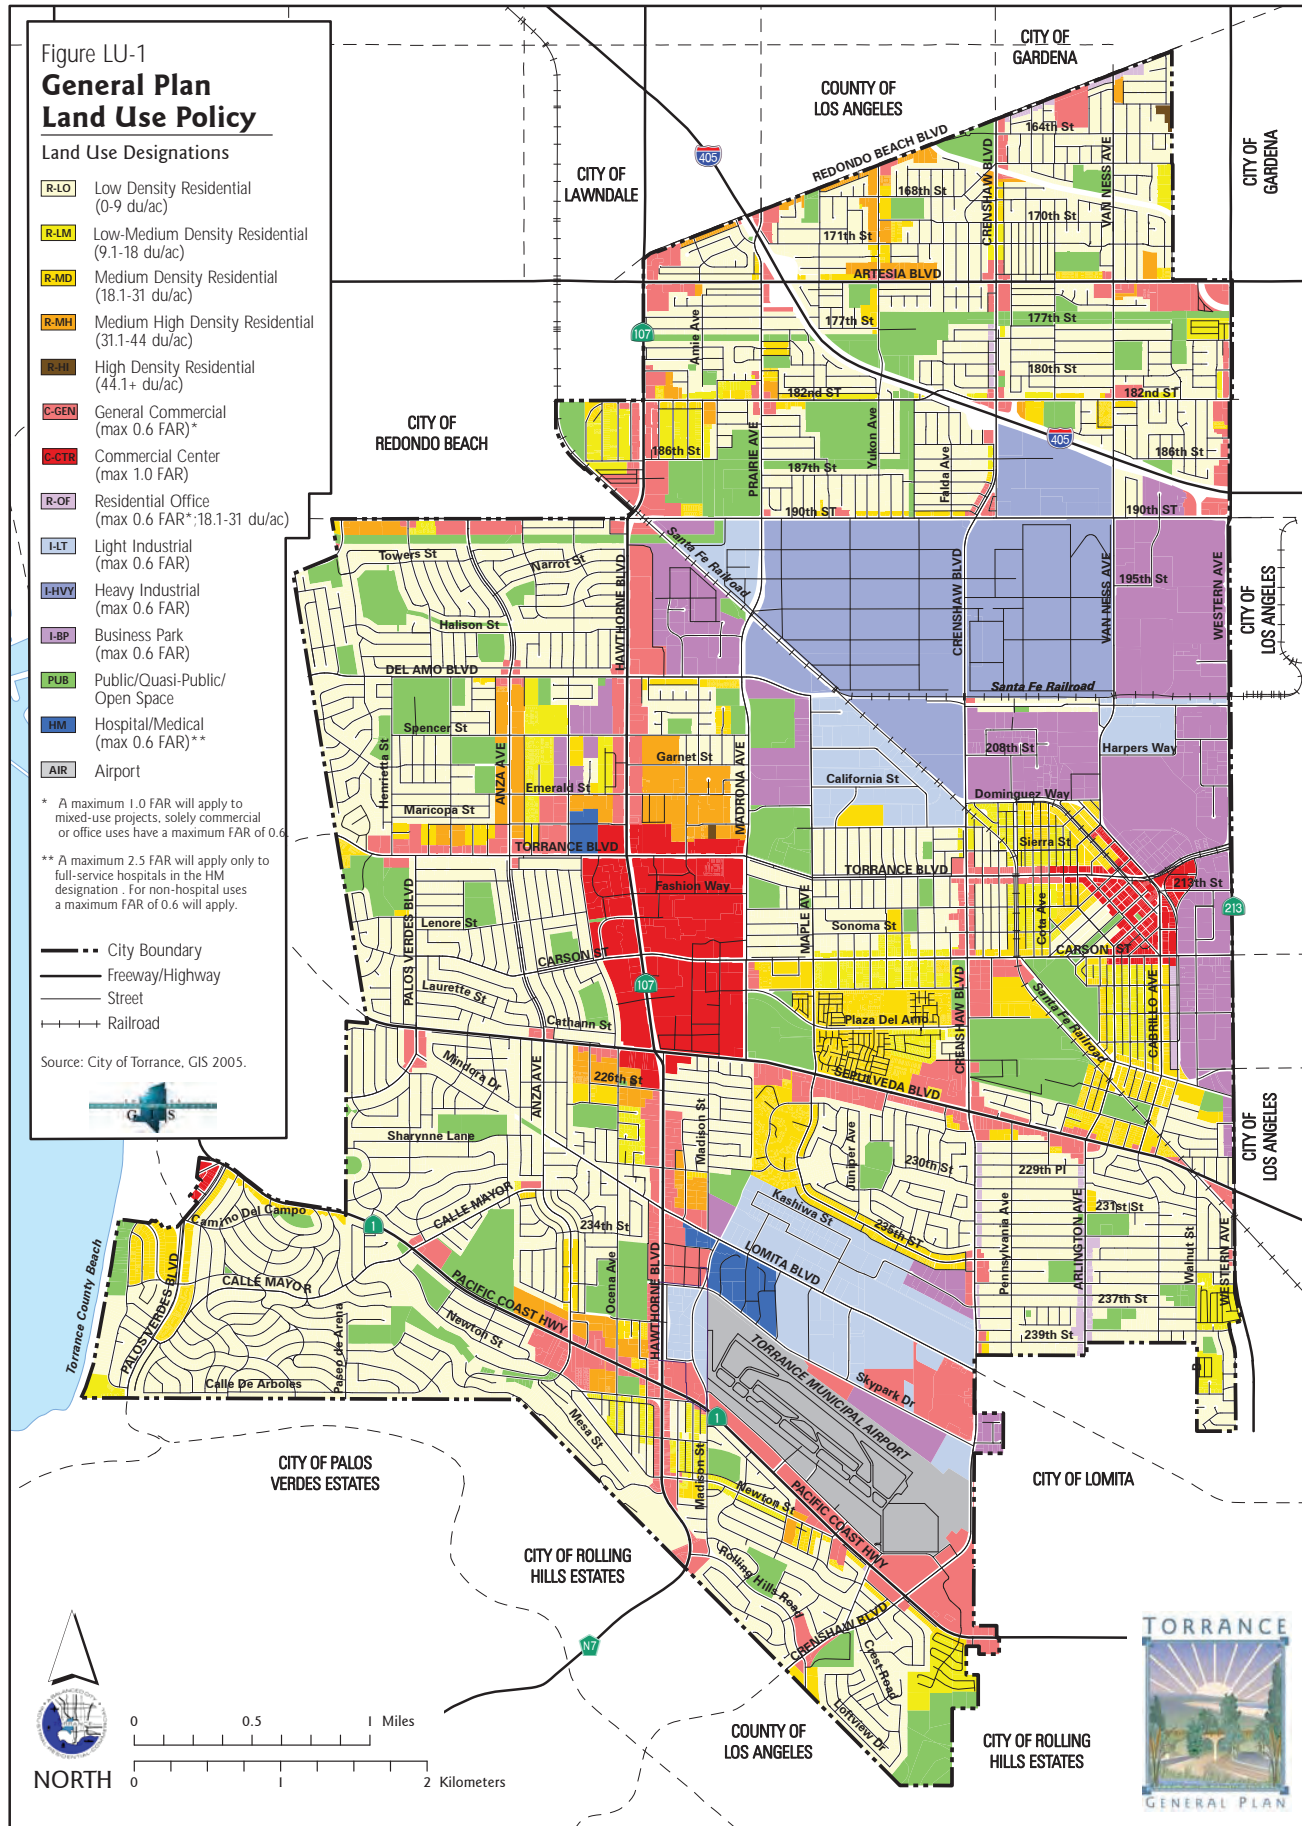 Figure LU-1
General Plan
Land Use Policy
Land Use Designations
R-LO Low Density Residential
(0-9 du/ac)
R-LM Low-Medium Density Residential
(9.1-18 du/ac)
R-MD Medium Density Residential
(18.1-31 du/ac)
R-MH Medium High Density Residential
(31.1-44 du/ac)
R-HI High Density Residential
(44.1+ du/ac)
C-GEN General Commercial
(max 0.6 FAR)*
C-CTR Commercial Center
(max 1.0 FAR)
R-OF Residential Office
(max 0.6 FAR*;18.1-31 du/ac)
I-LT Light Industrial
(max 0.6 FAR)
I-HVY Heavy Industrial
(max 0.6 FAR)
I-BP Business Park
(max 0.6 FAR)
PUB Public/Quasi-Public/
Open Space
HM Hospital/Medical
(max 0.6 FAR)**
AIR Airport
* A maximum 1.0 FAR will apply to
mixed-use projects, solely commercial
or office uses have a maximum FAR of 0.6.
** A maximum 2.5 FAR will apply only to
full-service hospitals in the HM
designation . For non-hospital uses
a maximum FAR of 0.6 will apply.
City Boundary
Freeway/Highway
Street
Railroad
Source: City of Torrance, GIS 2005.
G I S
CITY OF
GARDENA
COUNTY OF
LOS ANGELES
CITY OF
LAWNDALE
CITY OF
GARDENA
405
REDONDO BEACH BLVD
164th St
168th St
170th St
171th St
CRENSHAW BLVD
VAN NESS AVE
ARTESIA BLVD
177th St
177th St
107
Amie Ave
180th St
182nd ST
182nd ST
CITY OF
REDONDO BEACH
405
186th St
186th St
187th St
PRAIRIE AVE
Yukon Ave
Falda Ave
190th ST
190th ST
Santa Fe Railroad
Towers St
Narrot St
HAWTHORNE BLVD
CRENSHAW BLVD
VAN NESS AVE
195th St
WESTERN AVE
CITY OF
LOS ANGELES
Halison St
DEL AMO BLVD
Santa Fe Railroad
Spencer St
Henrietta St
ANZA AVE
Garnet St
MADRONA AVE
208th St
Harpers Way
California St
Emerald St
Dominguez Way
Maricopa St
TORRANCE BLVD
Sierra St
TORRANCE BLVD
Fashion Way
213th St
213
PALOS VERDES BLVD
Lenore St
MAPLE AVE
Sonoma St
Cota Ave
CARSON ST
CARSON ST
Laurette St
107
Cathann St
Plaza Del Amo
CRENSHAW BLVD
Santa Fe Railroad
CABRILLO AVE
Mindora Dr
ANZA AVE
226th St
SEPULVEDA BLVD
Sharynne Lane
Madison St
Juniper Ave
230th St
229th Pl
CITY OF
LOS ANGELES
Camino Del Campo
1
CALLE MAYOR
234th St
Kashiwa St
235th ST
Pennsylvania Ave
ARLINGTON AVE
231st St
Walnut St
WESTERN AVE
Torrance County Beach
PALOS VERDES BLVD
CALLE MAYOR
PACIFIC COAST HWY
Ocena Ave
HAWTHORNE BLVD
LOMITA BLVD
237th St
Newton St
Paseo de Arena
239th St
Calle De Arboles
TORRANCE MUNICIPAL AIRPORT
Skypark Dr
Mesa St
1
CITY OF PALOS
VERDES ESTATES
Madison St
Newton St
PACIFIC COAST HWY
CITY OF LOMITA
CITY OF ROLLING
HILLS ESTATES
Rolling Hills Road
CRENSHAW BLVD
Crest Road
Loftview Dr
N7
COUNTY OF
LOS ANGELES
CITY OF ROLLING
HILLS ESTATES
NORTH
0 0.5 1 Miles
0 1 2 Kilometers
TORRANCE
GENERAL PLAN